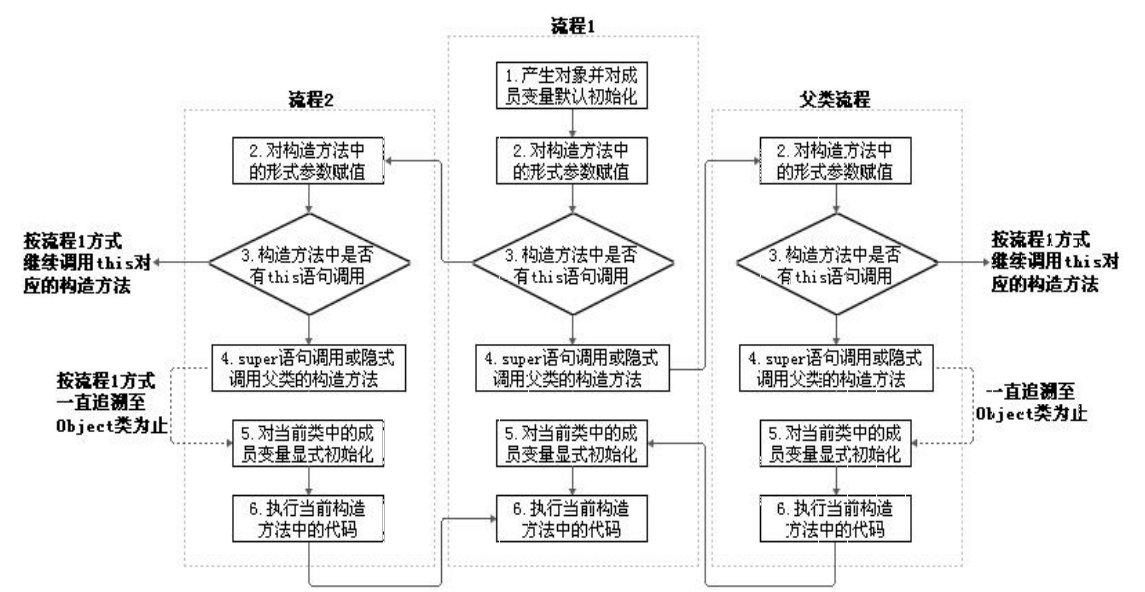 流程1
1.产生对象并对成
员变量默认初始化
2.对构造方法中
的形式参数赋值
3.构造方法中是否
有this语句调用
4.super语句调用或隐式
调用父类的构造方法
5.对当前类中的成
员变量显式初始化
6.执行当前构造
方法中的代码
流程2
2.对构造方法中
的形式参数赋值
3.构造方法中是否
有this语句调用
按流程1方式
继续调用this对
应的构造方法
4.super语句调用或隐式
调用父类的构造方法
按流程1方式
一直追溯至
Object类为止
5.对当前类中的成
员变量显式初始化
6.执行当前构造
方法中的代码
父类流程
2.对构造方法中
的形式参数赋值
3.构造方法中是否
有this语句调用
按流程1方式
继续调用this对
应的构造方法
4.super语句调用或隐式
调用父类的构造方法
一直追溯至
Object类为止
5.对当前类中的成
员变量显式初始化
6.执行当前构造
方法中的代码